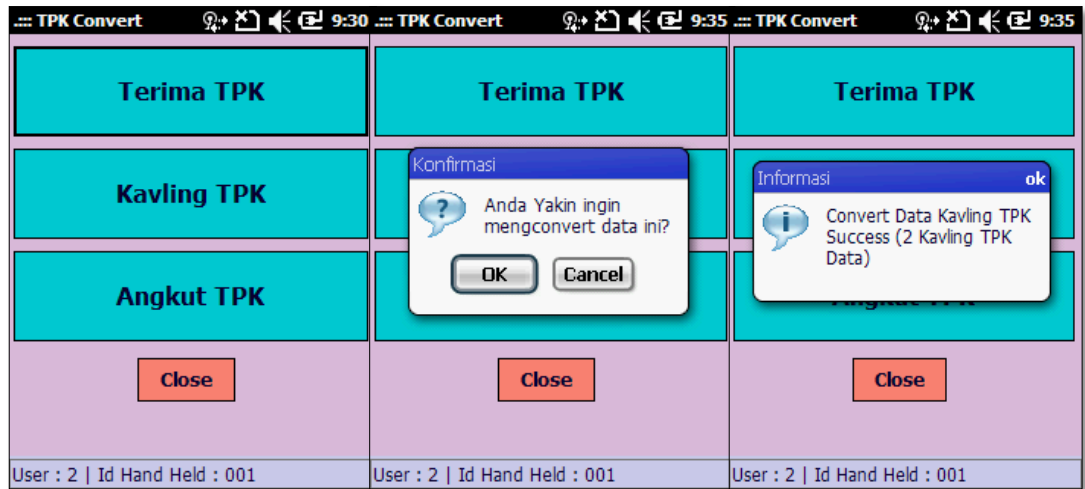 .::: TPK Convert 9:30
Terima TPK
Kavling TPK
Angkut TPK
Close
User : 2 | Id Hand Held : 001
.::: TPK Convert 9:35
Terima TPK
Konfirmasi
Anda Yakin ingin
mengconvert data ini?
OK Cancel
Close
User : 2 | Id Hand Held : 001
.::: TPK Convert 9:35
Terima TPK
Informasi ok
Convert Data Kavling TPK
Success (2 Kavling TPK
Data)
Angkut TPK
Close
User : 2 | Id Hand Held : 001